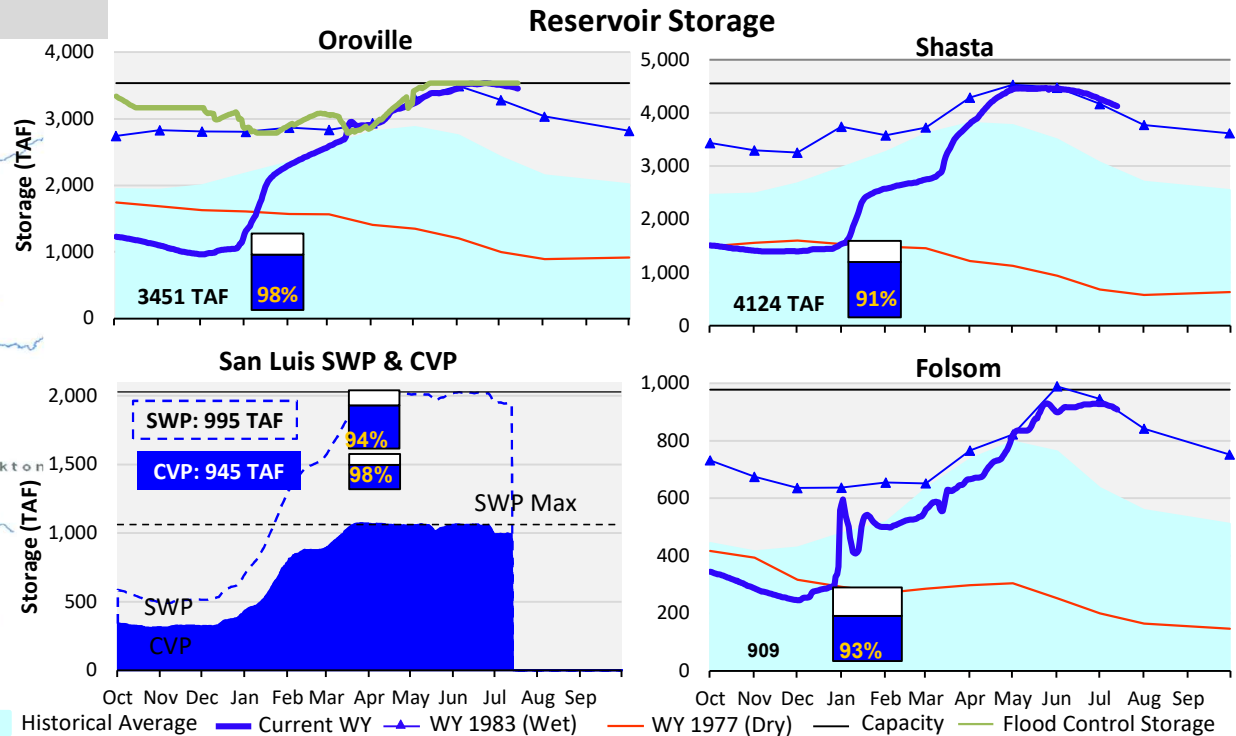 Reservoir Storage
Oroville
Storage (TAF)
4,000
3,000
2,000
1,000
0
3451 TAF
98%
Shasta
5,000
4,000
3,000
2,000
1,000
0
4124 TAF
91%
San Luis SWP & CVP
Storage (TAF)
2,000
1,500
1,000
500
0
SWP: 995 TAF
CVP: 945 TAF
94%
98%
SWP Max
SWP
CVP
Oct Nov Dec Jan Feb Mar Apr May Jun Jul Aug Sep
Folsom
1,000
800
600
400
200
0
909
93%
Oct Nov Dec Jan Feb Mar Apr May Jun Jul Aug Sep
kton
Historical Average Current WY WY 1983 (Wet) WY 1977 (Dry) Capacity Flood Control Storage